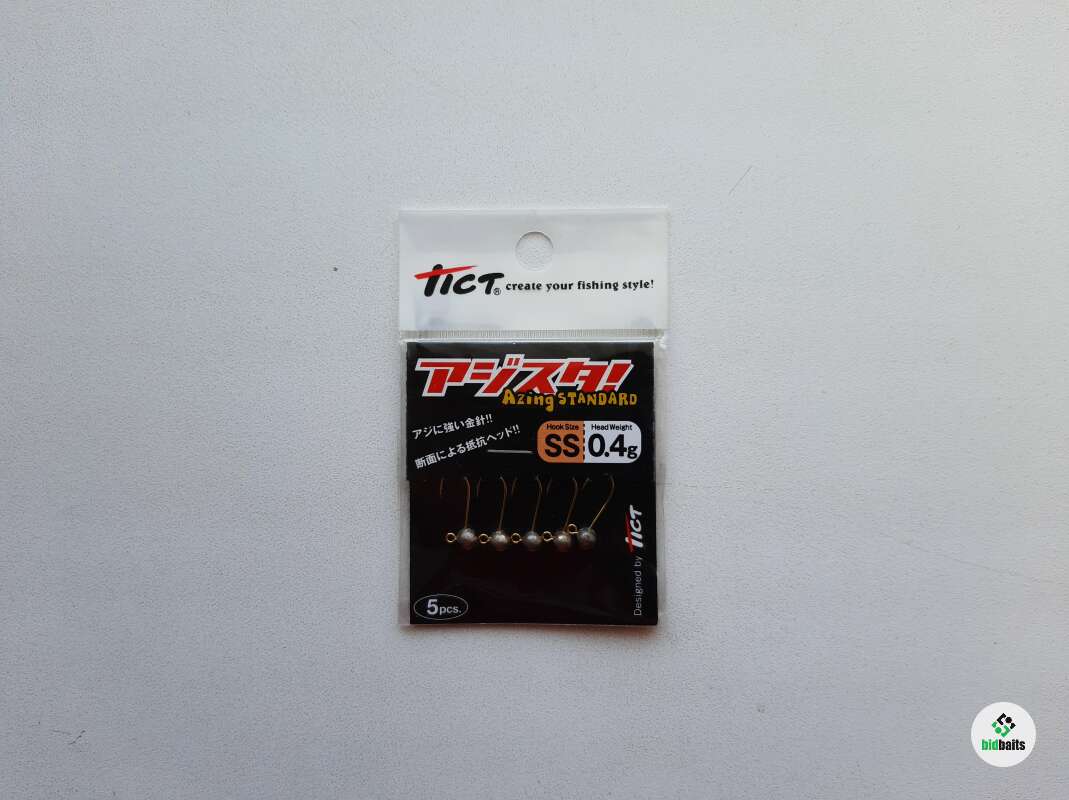 TICT® create your fishing style!
アジスタ!
Azing STANDARD
アジに強い金針!!
断面による抵抗ヘッド!!
Hook Size
SS
Head Weight
0.4g
Designed by TICT
5pcs.
bidbaits